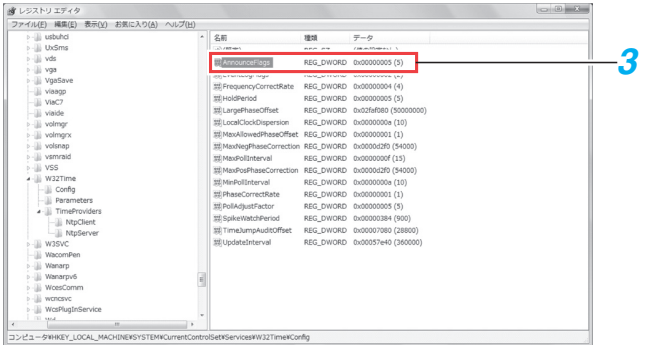 レジストリ エディタ
ファイル(F) 編集(E) 表示(V) お気に入り(A) ヘルプ(H)
usbuhci
UxSms
vds
vga
VgaSave
viaagp
ViaC7
viaide
volmgr
volmgrx
volsnap
vsmraid
VSS
W32Time
Config
Parameters
TimeProviders
NtpClient
NtpServer
W3SVC
WacomPen
Wanarp
Wanarpv6
WcesComm
wcncsvc
WcsPlugInService
名前 種類 データ
AnnounceFlags REG_DWORD 0x00000005 (5)
3
EventLogFlags REG_DWORD 0x00000002 (2)
FrequencyCorrectRate REG_DWORD 0x00000004 (4)
HoldPeriod REG_DWORD 0x00000005 (5)
LargePhaseOffset REG_DWORD 0x02faf080 (50000000)
LocalClockDispersion REG_DWORD 0x0000000a (10)
MaxAllowedPhaseOffset REG_DWORD 0x00000001 (1)
MaxNegPhaseCorrection REG_DWORD 0x0000d2f0 (54000)
MaxPollInterval REG_DWORD 0x0000000f (15)
MaxPosPhaseCorrection REG_DWORD 0x0000d2f0 (54000)
MinPollInterval REG_DWORD 0x0000000a (10)
PhaseCorrectRate REG_DWORD 0x00000001 (1)
PollAdjustFactor REG_DWORD 0x00000005 (5)
SpikeWatchPeriod REG_DWORD 0x00000384 (900)
TimeJumpAuditOffset REG_DWORD 0x00007080 (28800)
UpdateInterval REG_DWORD 0x00057e40 (360000)
コンピュータ¥HKEY_LOCAL_MACHINE¥SYSTEM¥CurrentControlSet¥Services¥W32Time¥Config